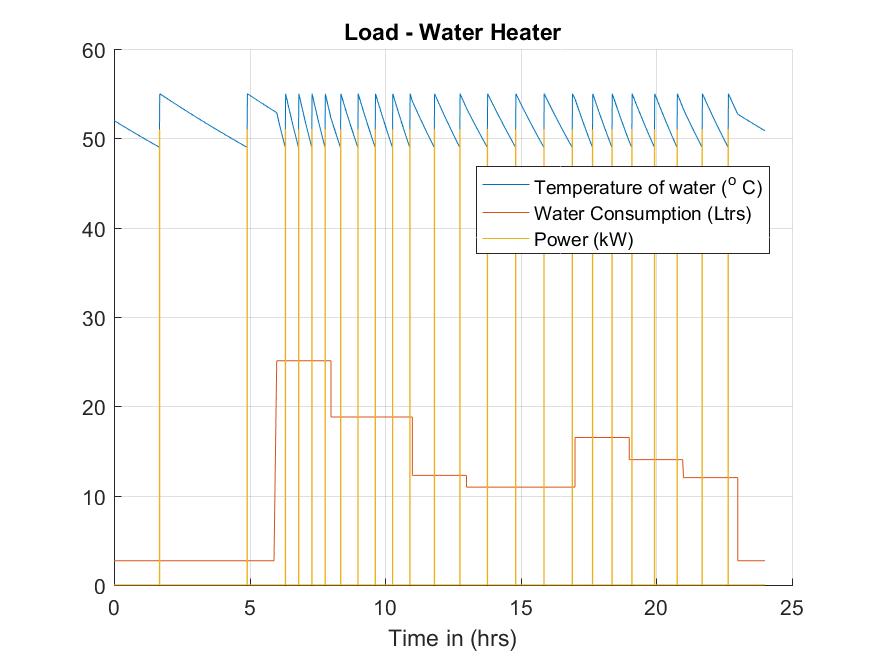 Load - Water Heater
60
50
40
30
20
10
0
Temperature of water (o C)
Water Consumption (Ltrs)
Power (kW)
0 5 10 15 20 25
Time in (hrs)